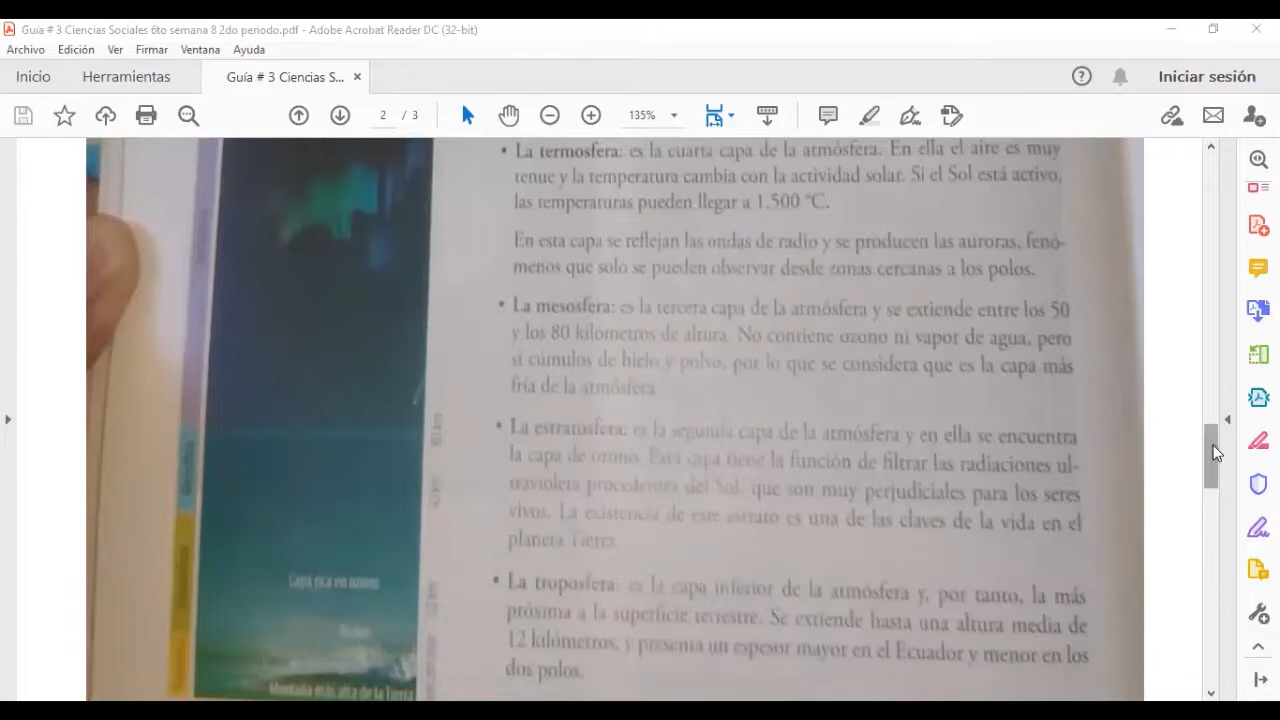 Guía # 3 Ciencias Sociales 6to semana 8 2do periodo.pdf - Adobe Acrobat Reader DC (32-bit)
Archivo Edición Ver Firmar Ventana Ayuda
Inicio Herramientas Guía # 3 Ciencias S... Iniciar sesión
2 / 3 135%
• La termosfera: es la cuarta capa de la atmósfera. En ella el aire es muy
tenue y la temperatura cambia con la actividad solar. Si el Sol está activo,
las temperaturas pueden llegar a 1.500 °C.
En esta capa se reflejan las ondas de radio y se producen las auroras, fenó-
menos que solo se pueden observar desde zonas cercanas a los polos.
• La mesosfera: es la tercera capa de la atmósfera y se extiende entre los 50
y los 80 kilómetros de altura. No contiene ozono ni vapor de agua, pero
sí cúmulos de hielo y polvo, por lo que se considera que es la capa más
fría de la atmósfera
• La estratosfera: es la segunda capa de la atmósfera y en ella se encuentra
la capa de ozono. Esta capa tiene la función de filtrar las radiaciones ul-
travioleta procedentes del Sol, que son muy perjudiciales para los seres
vivos. La existencia de este estrato es una de las claves de la vida en el
planeta Tierra.
• La troposfera: es la capa inferior de la atmósfera y, por tanto, la más
próxima a la superficie terrestre. Se extiende hasta una altura media de
12 kilómetros, y presenta un espesor mayor en el Ecuador y menor en los
dos polos.
Capa rica en ozono
Montaña más alta de la Tierra